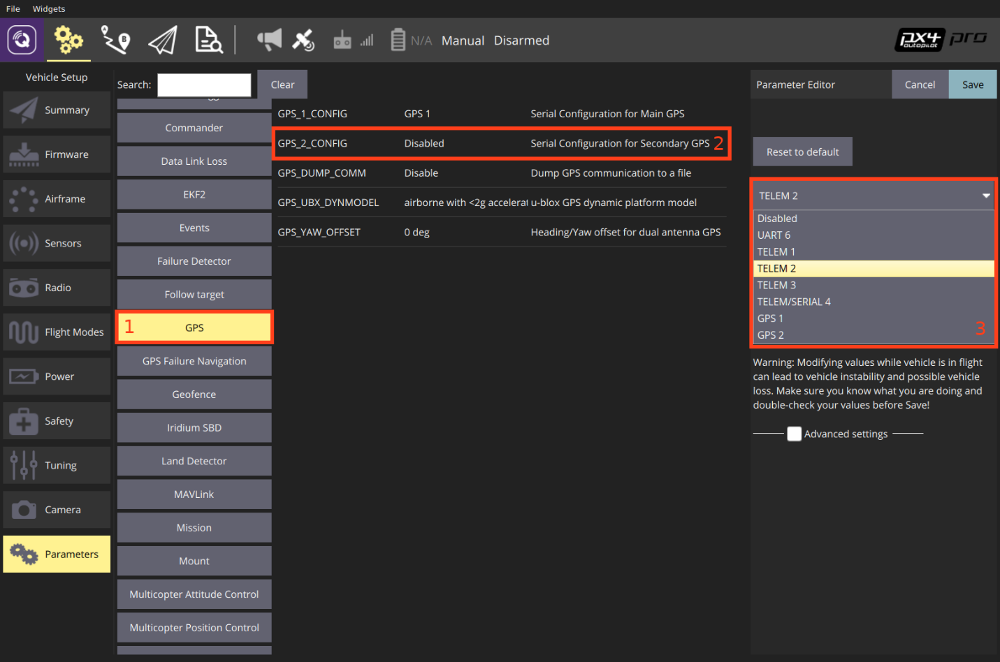 File Widgets
N/A Manual Disarmed
px4 autopilot pro
Vehicle Setup
Summary
Firmware
Airframe
Sensors
Radio
Flight Modes
Power
Safety
Tuning
Camera
Parameters
Search: Clear
Commander
Data Link Loss
EKF2
Events
Failure Detector
Follow target
1 GPS
GPS Failure Navigation
Geofence
Iridium SBD
Land Detector
MAVLink
Mission
Mount
Multicopter Attitude Control
Multicopter Position Control
GPS_1_CONFIG GPS 1 Serial Configuration for Main GPS
GPS_2_CONFIG Disabled Serial Configuration for Secondary GPS 2
GPS_DUMP_COMM Disable Dump GPS communication to a file
GPS_UBX_DYNMODEL airborne with <2g accelerat u-blox GPS dynamic platform model
GPS_YAW_OFFSET 0 deg Heading/Yaw offset for dual antenna GPS
Parameter Editor Cancel Save
Reset to default
TELEM 2
Disabled
UART 6
TELEM 1
TELEM 2
TELEM 3
TELEM/SERIAL 4
GPS 1
GPS 2
3
Warning: Modifying values while vehicle is in flight
can lead to vehicle instability and possible vehicle
loss. Make sure you know what you are doing and
double-check your values before Save!
Advanced settings